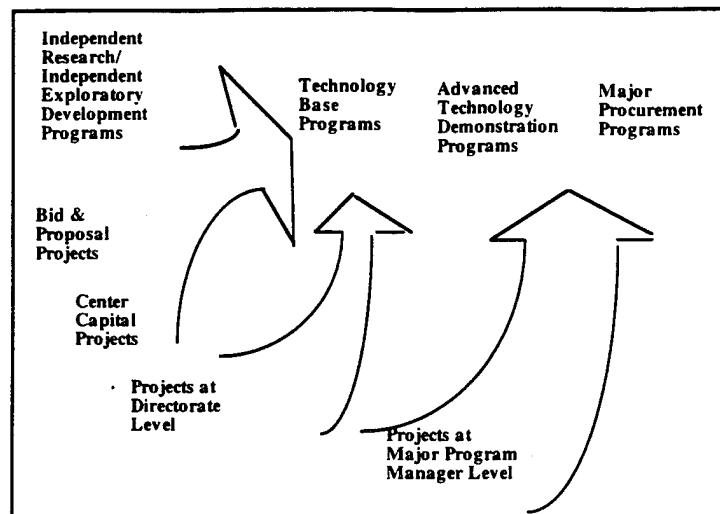 Independent
Research/
Independent
Exploratory
Development
Programs
Technology
Base
Programs
Advanced
Technology
Demonstration
Programs
Major
Procurement
Programs
Bid &
Proposal
Projects
Center
Capital
Projects
Projects at
Directorate
Level
Projects at
Major Program
Manager Level